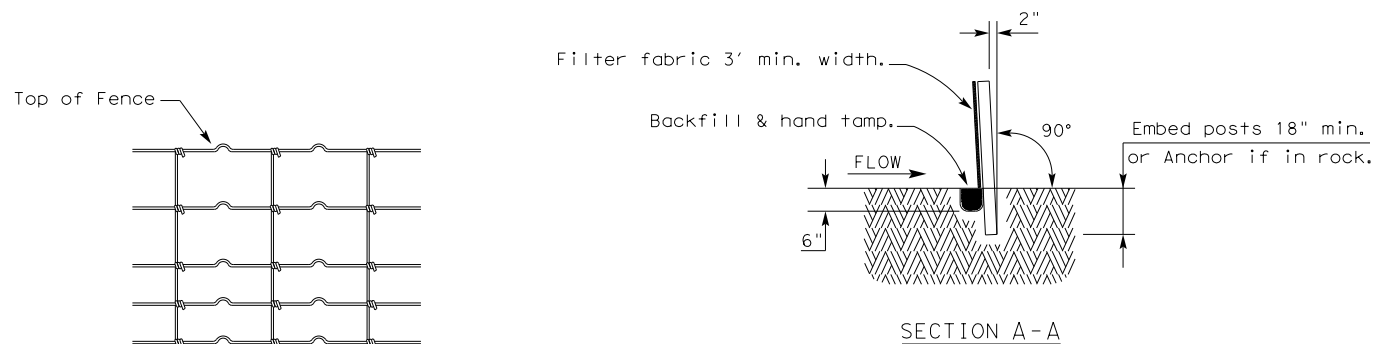 2"
Filter fabric 3' min. width.
Top of Fence
Backfill & hand tamp.
90°
Embed posts 18" min.
or Anchor if in rock.
FLOW
6"
SECTION A-A